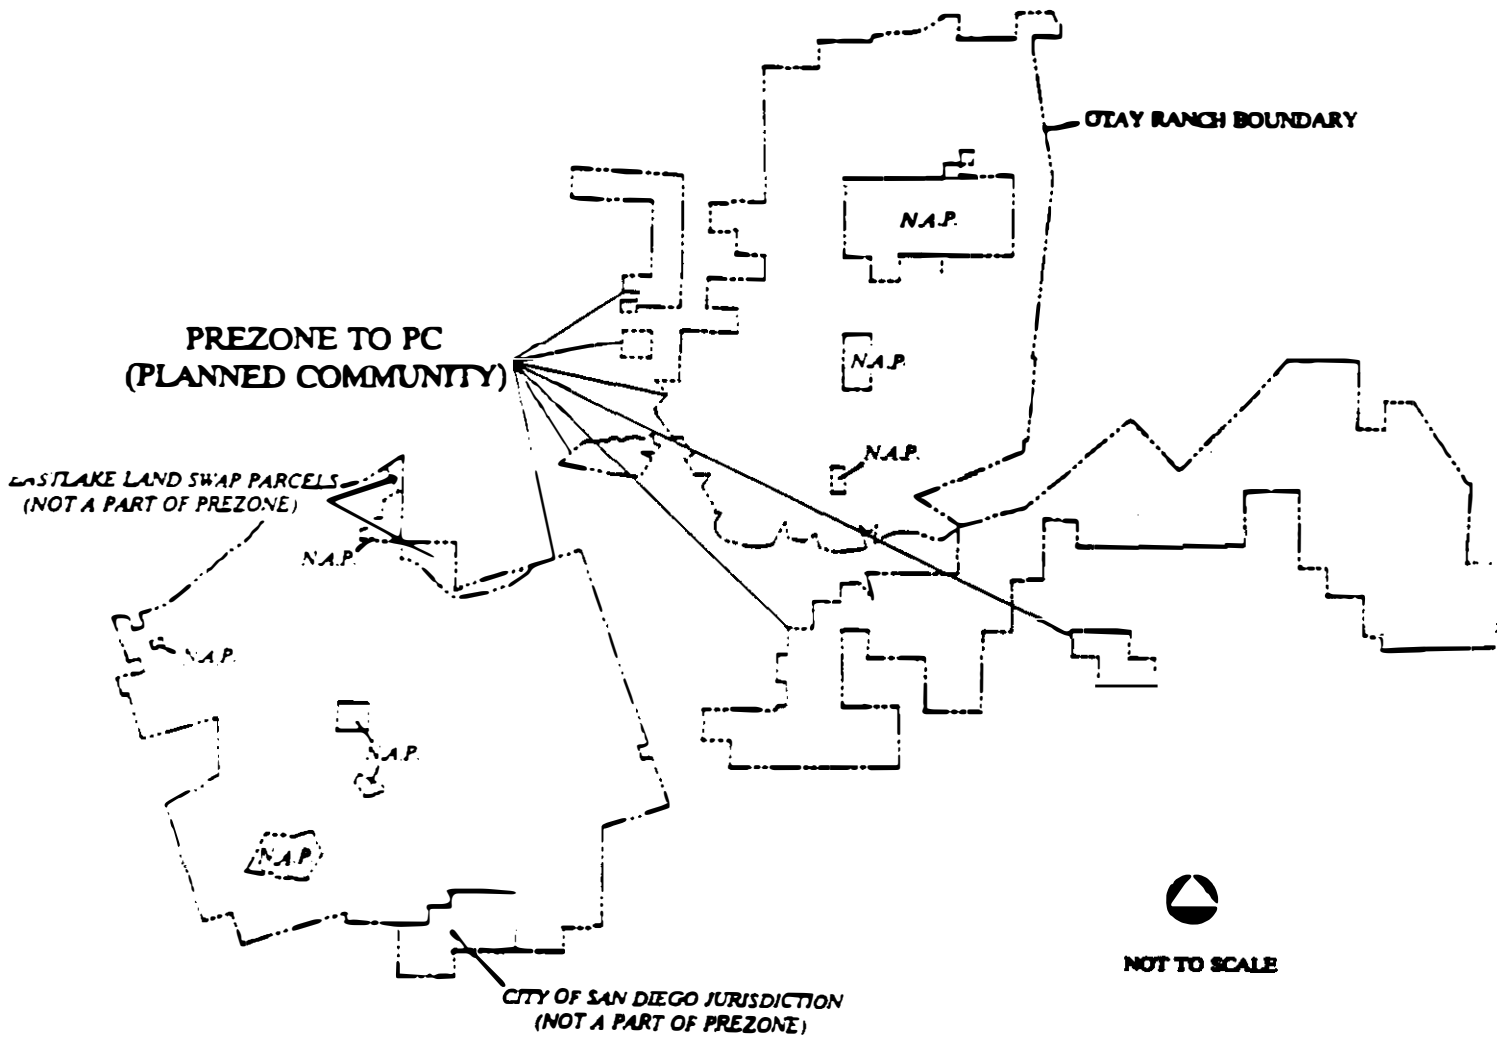 OTAY RANCH BOUNDARY
N.A.P.
PREZONE TO PC
(PLANNED COMMUNITY)
N.A.P.
N.A.P.
EASTLAKE LAND SWAP PARCELS
(NOT A PART OF PREZONE)
N.A.P.
N.A.P.
N.A.P.
N.A.P.
NOT TO SCALE
CITY OF SAN DIEGO JURISDICTION
(NOT A PART OF PREZONE)